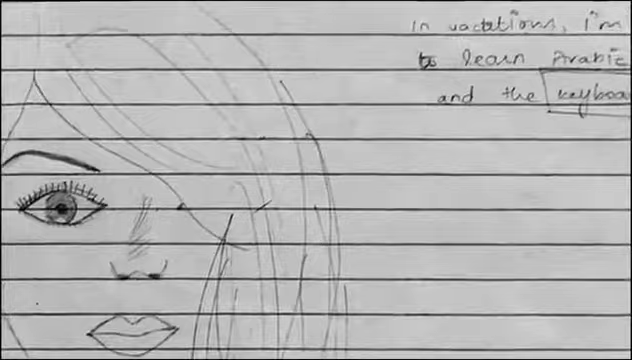 In vacations, i'm
to learn Arabic
and the keyboa